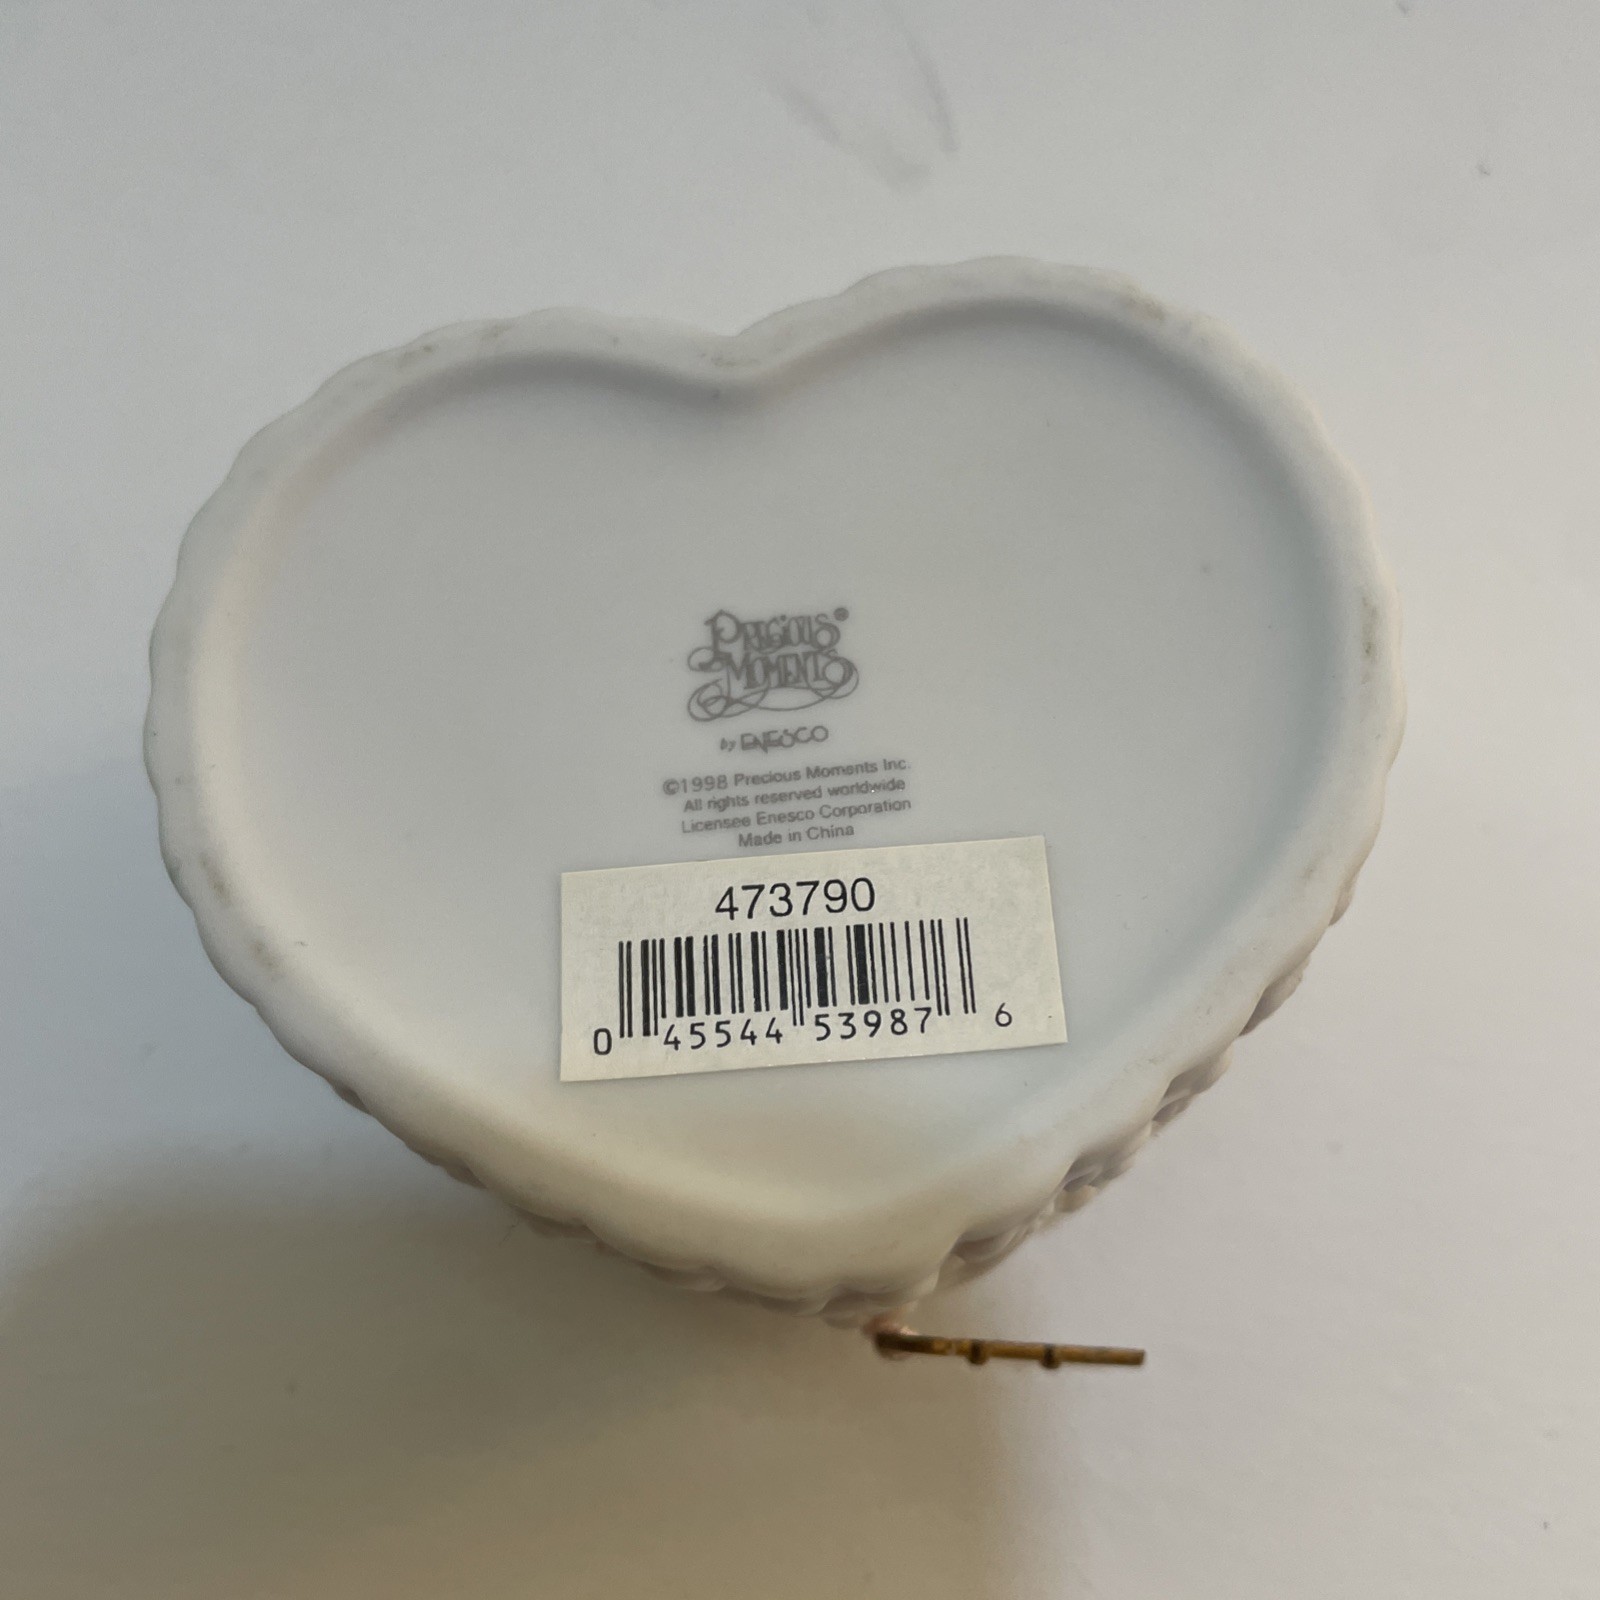 PRECIOUS ®
MOMENTS
by ENESCO
©1998 Precious Moments Inc.
All rights reserved worldwide
Licensee Enesco Corporation
Made in China
473790
0 45544 53987 6